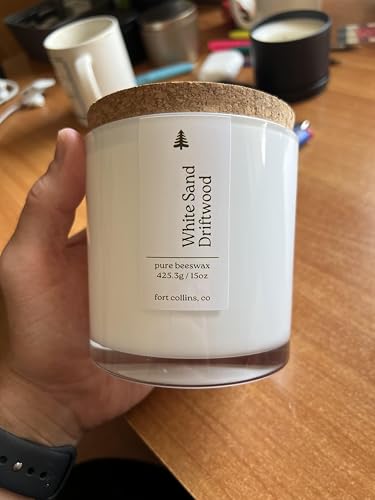 White Sand
Driftwood
pure beeswax
425.3g / 15oz
fort collins, co